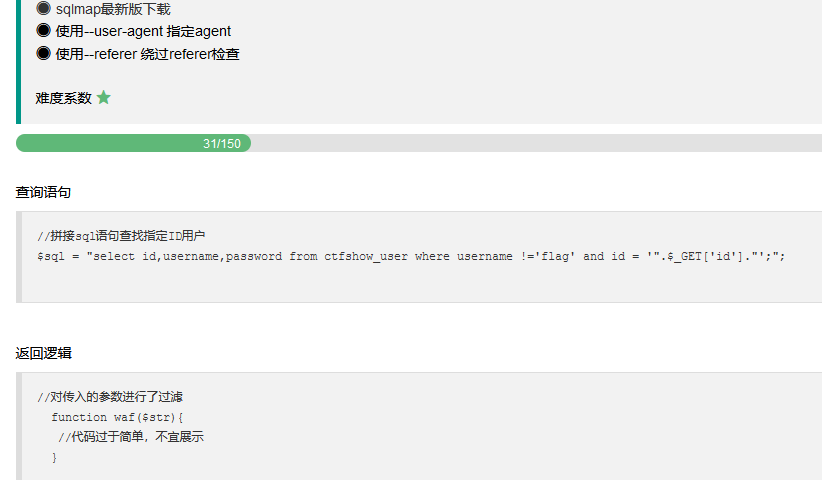 sqlmap最新版下载
使用--user-agent 指定agent
使用--referer 绕过referer检查
难度系数
31/150
查询语句
//拼接sql语句查找指定ID用户
$sql = "select id,username,password from ctfshow_user where username !='flag' and id = '".$_GET['id']."';";
返回逻辑
//对传入的参数进行了过滤
function waf($str){
//代码过于简单，不宜展示
}